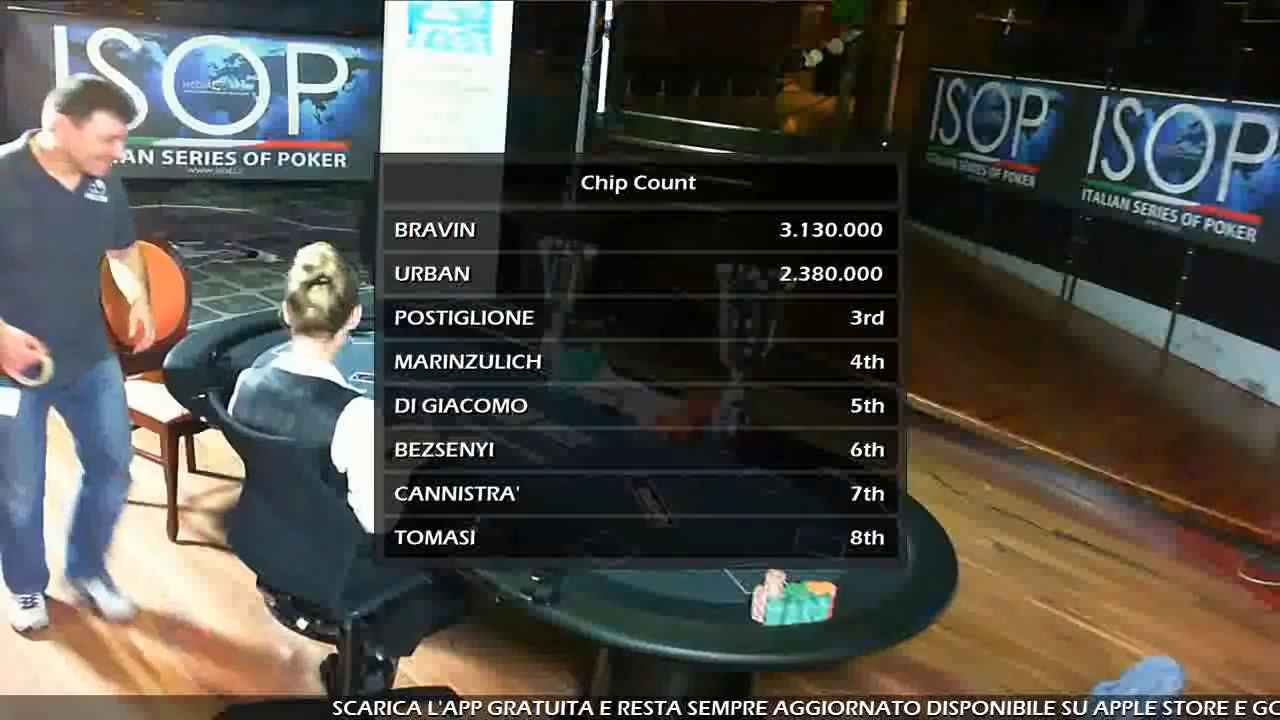 ISOP
IAN SERIES OF POKER
ISOP
ITALIAN SERIES OF POKER
ISOP
ITALIAN SERIES OF POKER
Chip Count
BRAVIN 3.130.000
URBAN 2.380.000
POSTIGLIONE 3rd
MARINZULICH 4th
DI GIACOMO 5th
BEZSENYI 6th
CANNISTRA' 7th
TOMASI 8th
SCARICA L'APP GRATUITA E RESTA SEMPRE AGGIORNATO DISPONIBILE SU APPLE STORE E GO